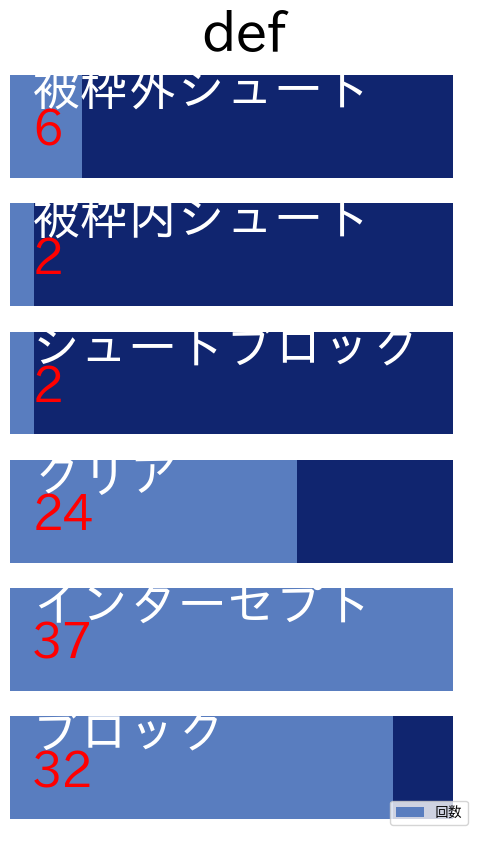 def
被枠外シュート
6
被枠内シュート
2
シュートブロック
2
クリア
24
インターセプト
37
ブロック
32
回数